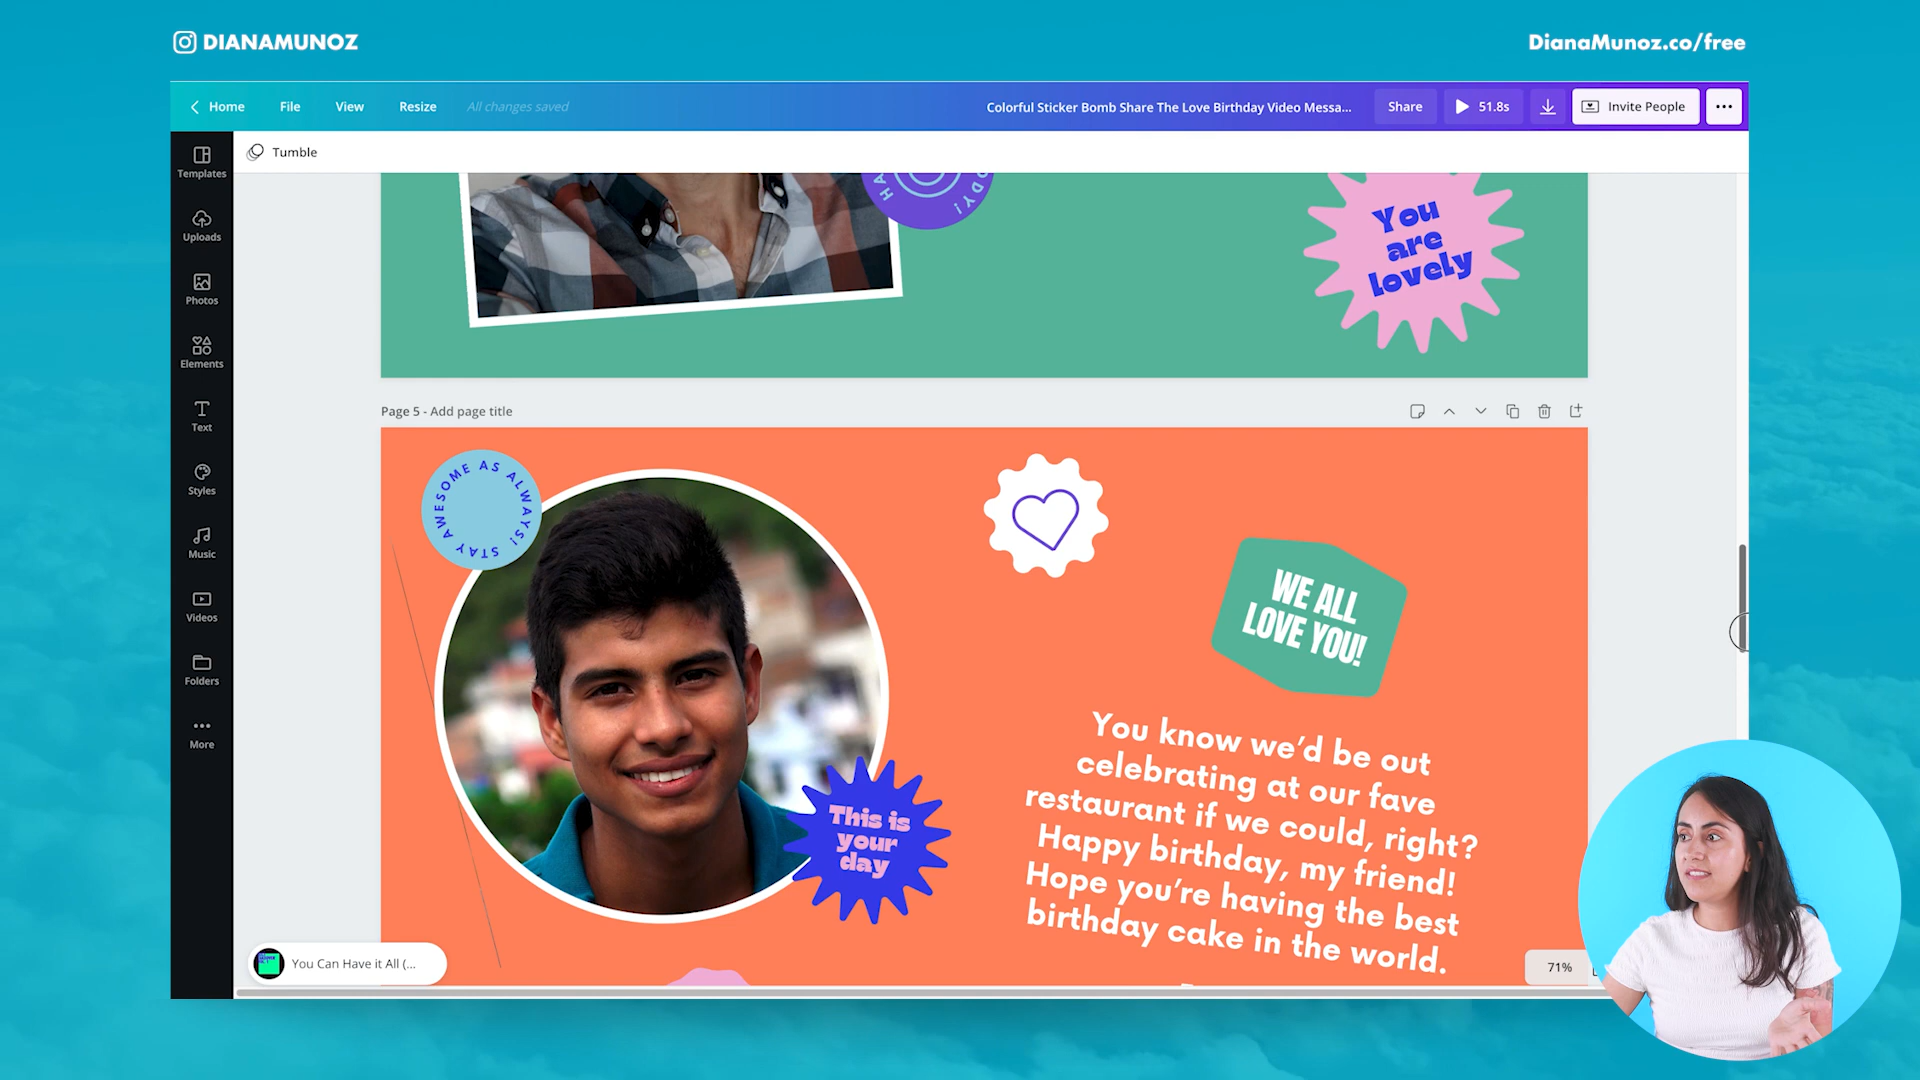 DIANAMUNOZ
DianaMunoz.co/free
Home File View Resize All changes saved
Colorful Sticker Bomb Share The Love Birthday Video Messa...
Share 51.8s Invite People
Tumble
Templates
Uploads
Photos
Elements
Text
Styles
Music
Videos
Folders
More
You
are
lovely
Page 5 - Add page title
AWESOME AS ALWAYS! STAY
WE ALL
LOVE YOU!
This is
your
day
You know we’d be out
celebrating at our fave
restaurant if we could, right?
Happy birthday, my friend!
Hope you’re having the best
birthday cake in the world.
You Can Have it All (...
71%